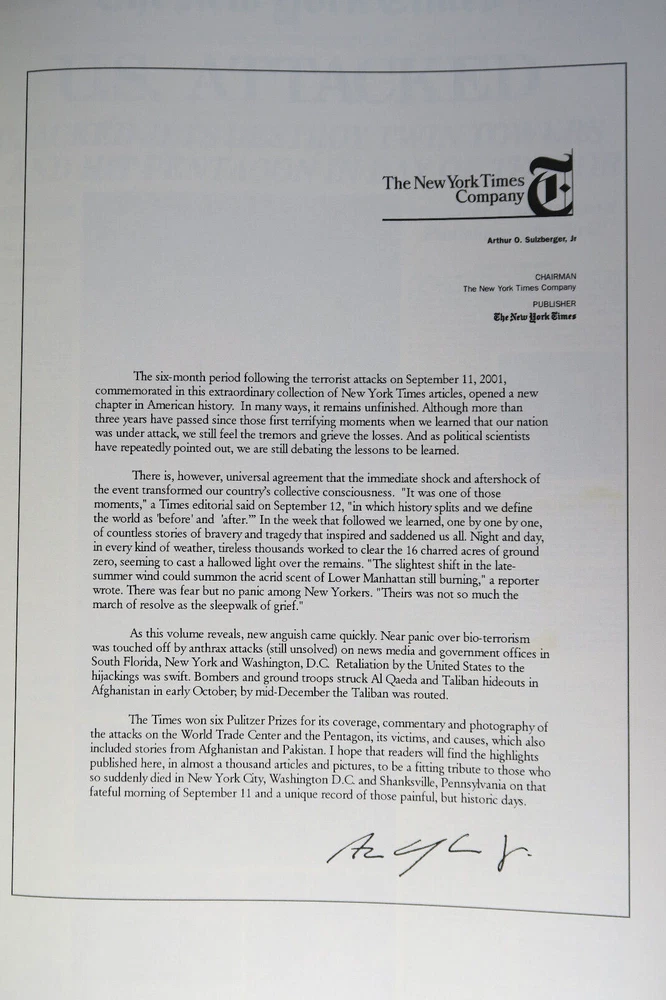 U.S. ATTACKED
The New York Times
Company
Arthur O. Sulzberger, Jr
CHAIRMAN
The New York Times Company
PUBLISHER
The New York Times
The six-month period following the terrorist attacks on September 11, 2001,
commemorated in this extraordinary collection of New York Times articles, opened a new
chapter in American history. In many ways, it remains unfinished. Although more than
three years have passed since those first terrifying moments when we learned that our nation
was under attack, we still feel the tremors and grieve the losses. And as political scientists
have repeatedly pointed out, we are still debating the lessons to be learned.
There is, however, universal agreement that the immediate shock and aftershock of
the event transformed our country's collective consciousness. "It was one of those
moments," a Times editorial said on September 12, "in which history splits and we define
the world as 'before' and 'after.'" In the week that followed we learned, one by one by one,
of countless stories of bravery and tragedy that inspired and saddened us all. Night and day,
in every kind of weather, tireless thousands worked to clear the 16 charred acres of ground
zero, seeming to cast a hallowed light over the remains. "The slightest shift in the late-
summer wind could summon the acrid scent of Lower Manhattan still burning," a reporter
wrote. There was fear but no panic among New Yorkers. "Theirs was not so much the
march of resolve as the sleepwalk of grief."
As this volume reveals, new anguish came quickly. Near panic over bio-terrorism
was touched off by anthrax attacks (still unsolved) on news media and government offices in
South Florida, New York and Washington, D.C. Retaliation by the United States to the
hijackings was swift. Bombers and ground troops struck Al Qaeda and Taliban hideouts in
Afghanistan in early October; by mid-December the Taliban was routed.
The Times won six Pulitzer Prizes for its coverage, commentary and photography of
the attacks on the World Trade Center and the Pentagon, its victims, and causes, which also
included stories from Afghanistan and Pakistan. I hope that readers will find the highlights
published here, in almost a thousand articles and pictures, to be a fitting tribute to those who
so suddenly died in New York City, Washington D.C. and Shanksville, Pennsylvania on that
fateful morning of September 11 and a unique record of those painful, but historic days.